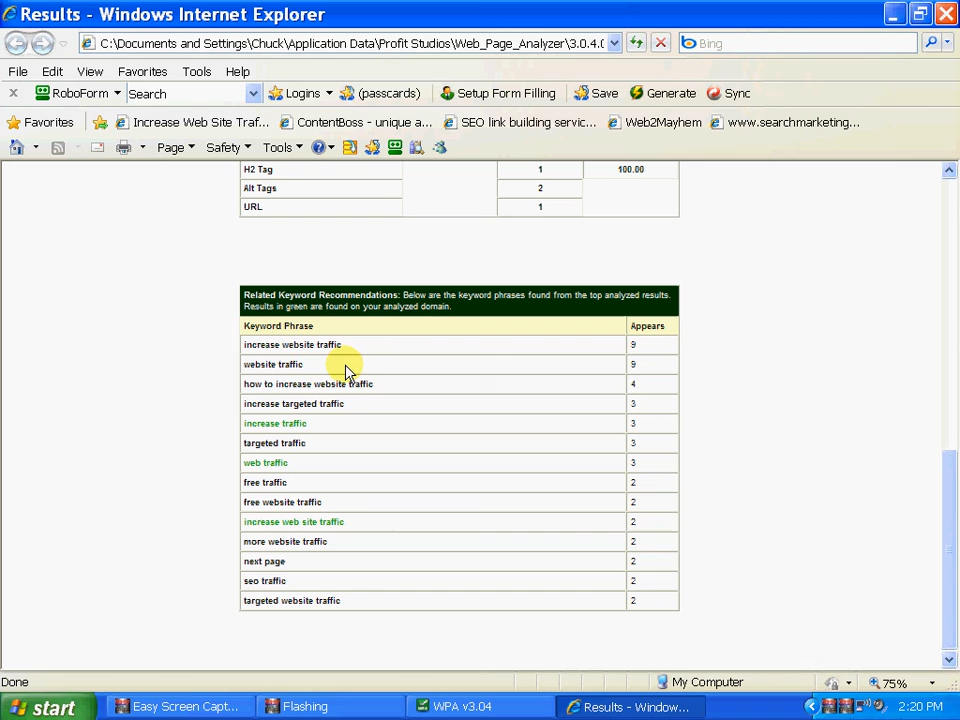 Results - Windows Internet Explorer
C:\Documents and Settings\Chuck\Application Data\Profit Studios\Web_Page_Analyzer\3.0.4.0 Bing
File Edit View Favorites Tools Help
x RoboForm Search Logins (passcards) Setup Form Filling Save Generate Sync
Favorites Increase Web Site Traf... ContentBoss - unique a... SEO link building servic... Web2Mayhem www.searchmarketing...
Page Safety Tools
H2 Tag 1 100.00
Alt Tags 2
URL 1
Related Keyword Recommendations: Below are the keyword phrases found from the top analyzed results.
Results in green are found on your analyzed domain.
Keyword Phrase Appears
increase website traffic 9
website traffic 9
how to increase website traffic 4
increase targeted traffic 3
increase traffic 3
targeted traffic 3
web traffic 3
free traffic 2
free website traffic 2
increase web site traffic 2
more website traffic 2
next page 2
seo traffic 2
targeted website traffic 2
Done My Computer 75%
start Easy Screen Capt... Flashing WPA v3.04 Results - Window... 2:20 PM